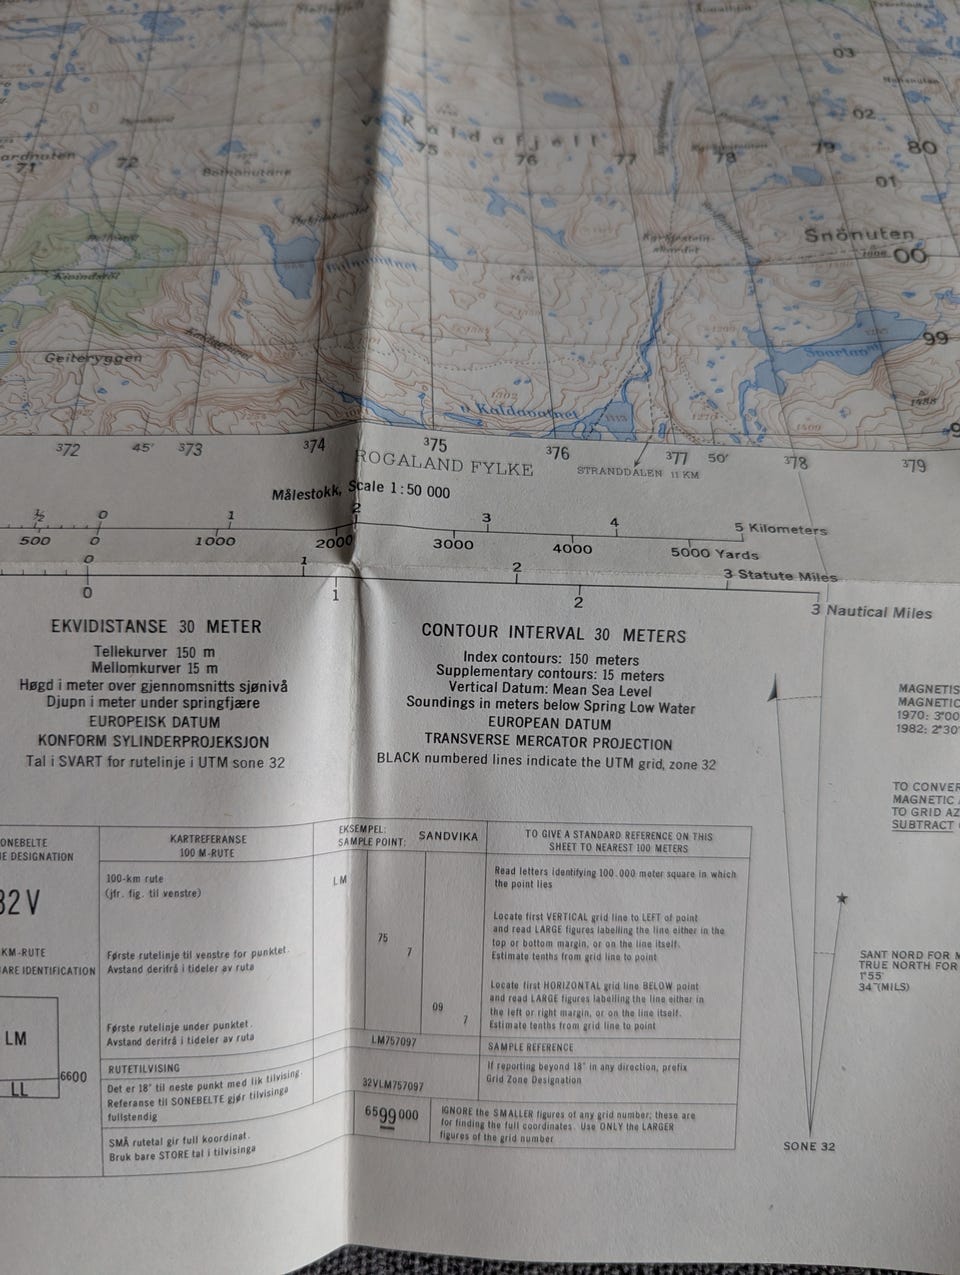 03
02
Kaldafjell
75
76
77
78
79
80
ardnuten
71
72
01
Snönuten
00
99
Geiteryggen
Kaldavatnet
Svartavatn
1302
1113
1400
1488
372
45'
373
374
375
376
377
50'
378
379
ROGALAND FYLKE
STRANDDALEN 11 KM
Målestokk, Scale 1:50 000
½
0
1
2
3
4
5 Kilometers
500
0
1000
2000
3000
4000
5000 Yards
0
1
2
3 Statute Miles
0
1
2
3 Nautical Miles
EKVIDISTANSE 30 METER
Tellekurver 150 m
Mellomkurver 15 m
Høgd i meter over gjennomsnitts sjønivå
Djupn i meter under springfjære
EUROPEISK DATUM
KONFORM SYLINDERPROJEKSJON
Tal i SVART for rutelinje i UTM sone 32
CONTOUR INTERVAL 30 METERS
Index contours: 150 meters
Supplementary contours: 15 meters
Vertical Datum: Mean Sea Level
Soundings in meters below Spring Low Water
EUROPEAN DATUM
TRANSVERSE MERCATOR PROJECTION
BLACK numbered lines indicate the UTM grid, zone 32
MAGNETIS
MAGNETIC
1970: 3°00
1982: 2°30'
TO CONVER
MAGNETIC A
TO GRID AZ
SUBTRACT
SANT NORD FOR M
TRUE NORTH FOR
1°55'
34 (MILS)
SONE 32
ONEBELTE
E DESIGNATION
32V
KM-RUTE
ARE IDENTIFICATION
LM
LL
6600
KARTREFERANSE
100 M-RUTE
EKSEMPEL:
SAMPLE POINT:
SANDVIKA
TO GIVE A STANDARD REFERENCE ON THIS
SHEET TO NEAREST 100 METERS
100-km rute
(jfr. fig. til venstre)
LM
Read letters identifying 100.000 meter square in which
the point lies
Første rutelinje til venstre for punktet.
Avstand derifrå i tideler av ruta
75
7
Locate first VERTICAL grid line to LEFT of point
and read LARGE figures labelling the line either in the
top or bottom margin, or on the line itself.
Estimate tenths from grid line to point
Første rutelinje under punktet.
Avstand derifrå i tideler av ruta
09
7
Locate first HORIZONTAL grid line BELOW point
and read LARGE figures labelling the line either in
the left or right margin, or on the line itself.
Estimate tenths from grid line to point
LM757097
SAMPLE REFERENCE
RUTETILVISING
Det er 18° til neste punkt med lik tilvising.
Referanse til SONEBELTE gjør tilvisinga
fullstendig
32VLM757097
If reporting beyond 18° in any direction, prefix
Grid Zone Designation
SMÅ rutetal gir full koordinat.
Bruk bare STORE tal i tilvisinga
6599000
IGNORE the SMALLER figures of any grid number; these are
for finding the full coordinates. Use ONLY the LARGER
figures of the grid number